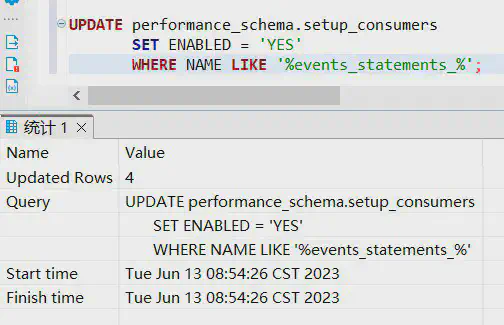 UPDATE performance_schema.setup_consumers
SET ENABLED = 'YES'
WHERE NAME LIKE '%events_statements_%';
统计 1
Name Value
Updated Rows 4
Query UPDATE performance_schema.setup_consumers
SET ENABLED = 'YES'
WHERE NAME LIKE '%events_statements_%'
Start time Tue Jun 13 08:54:26 CST 2023
Finish time Tue Jun 13 08:54:26 CST 2023